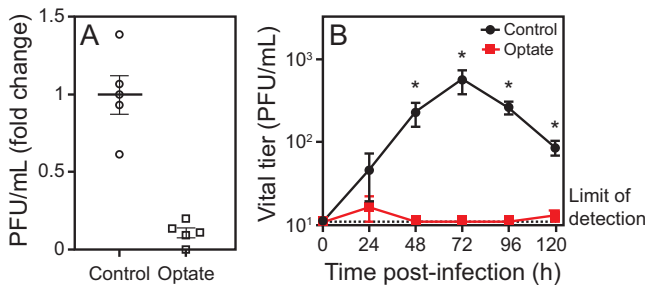 A
PFU/mL (fold change)
1.5
1
0.5
0
Control Optate
B
Vital tier (PFU/mL)
10³
10²
10¹
Control
Optate
*
*
*
*
Limit of
detection
0 24 48 72 96 120
Time post-infection (h)